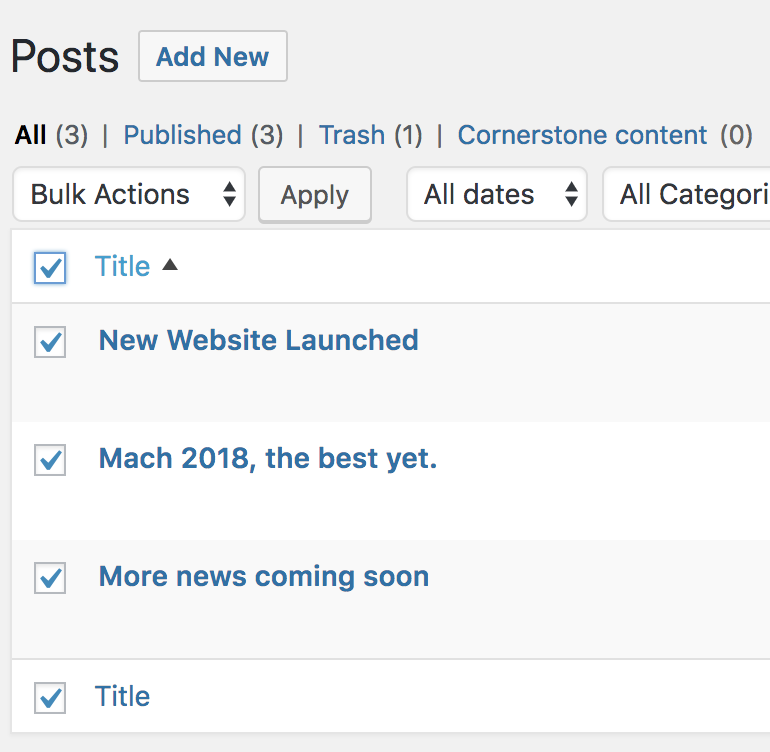 Posts Add New
All (3) | Published (3) | Trash (1) | Cornerstone content (0)
Bulk Actions Apply All dates All Categori
Title
New Website Launched
Mach 2018, the best yet.
More news coming soon
Title